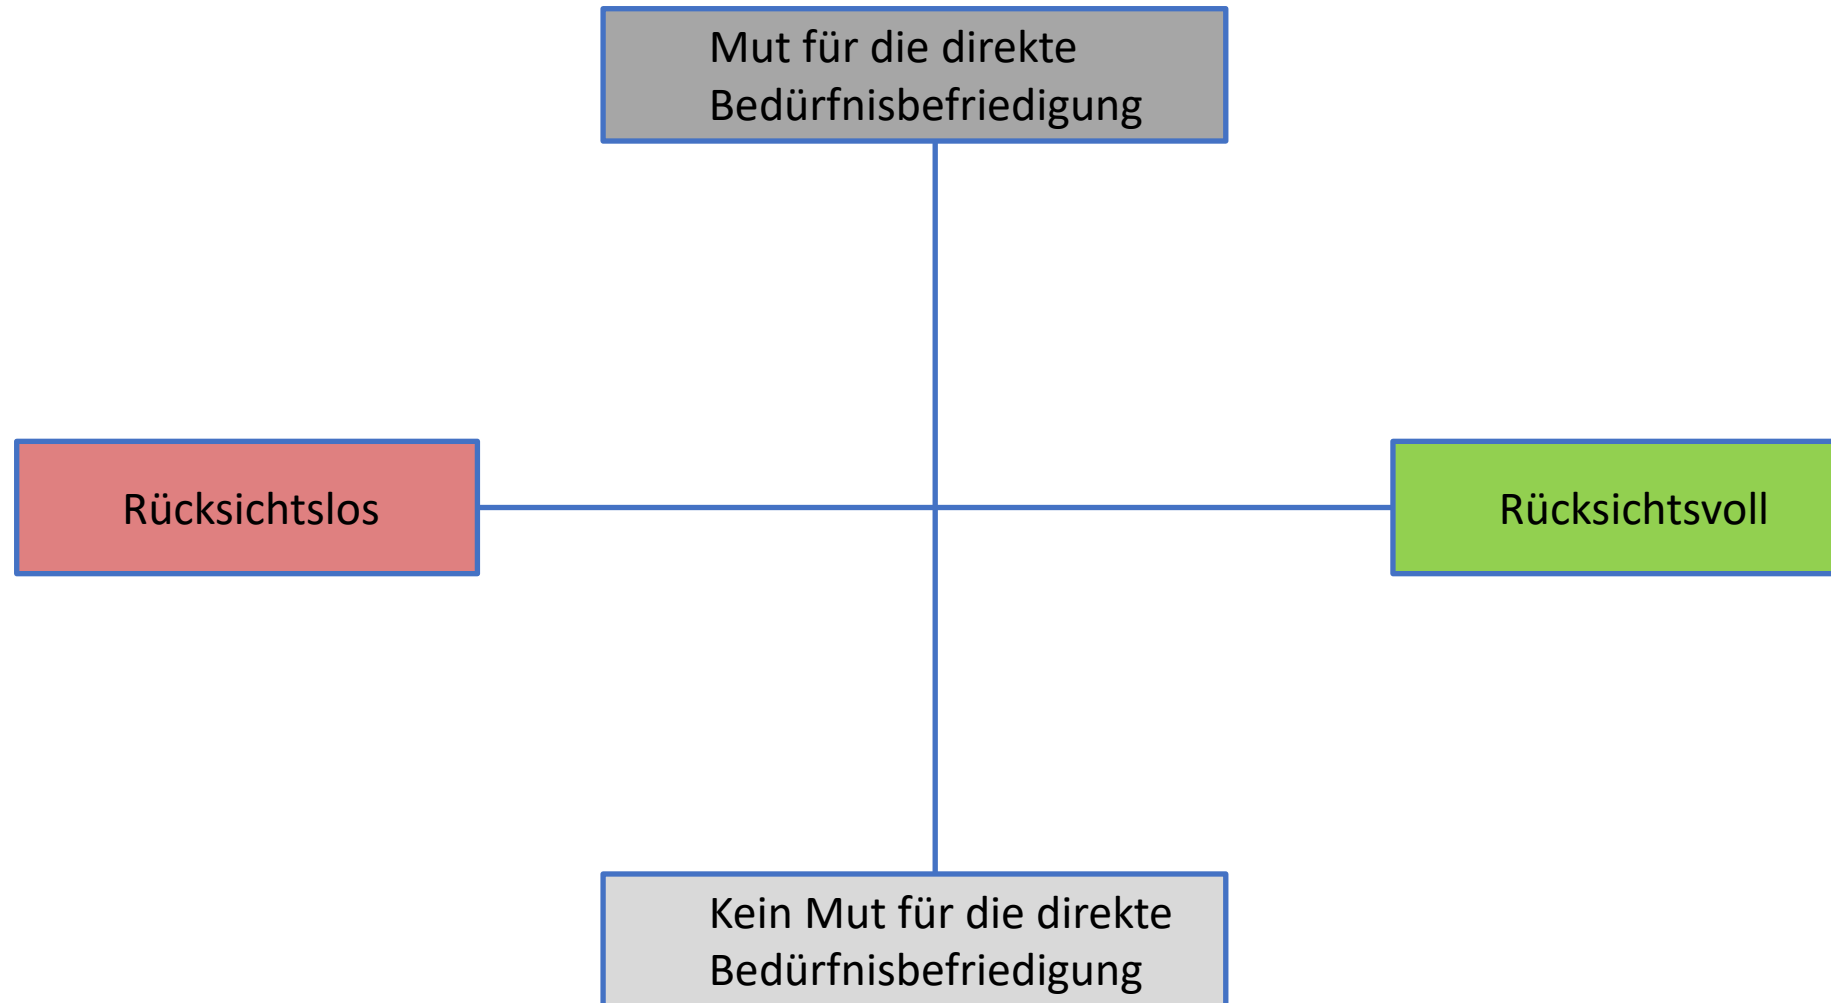 Mut für die direkte
Bedürfnisbefriedigung
Rücksichtslos
Rücksichtsvoll
Kein Mut für die direkte
Bedürfnisbefriedigung